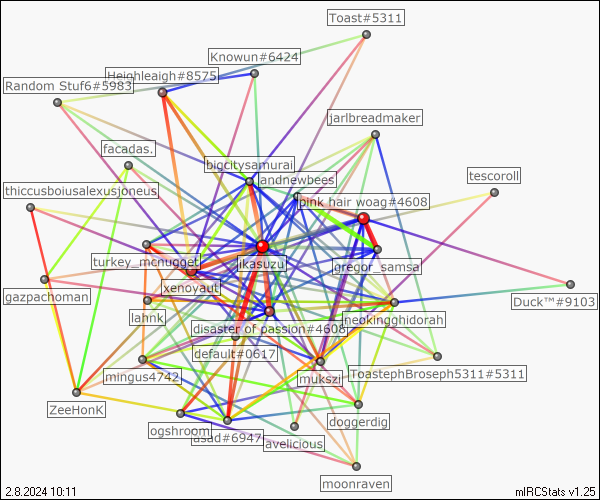 Toast#5311
Knowun#6424
Heighleigh#8575
Random Stuf6#5983
jarlbreadmaker
facadas.
bigcitysamurai
andnewbees
tescoroll
thiccusboiusalexusjoneus
pink hair woag#4608
turkey_mcnugget
jikasuzu
gregor_samsa
xenoyaut
gazpachoman
Duck™#9103
lahnk
neokingghidorah
disaster of passion#4608
default#0617
mingus4742
mukszi
ToastephBroseph5311#5311
ZeeHonK
doggerdig
ogshroom
asad#6947
avelicious
moonraven
2.8.2024 10:11
mIRCStats v1.25